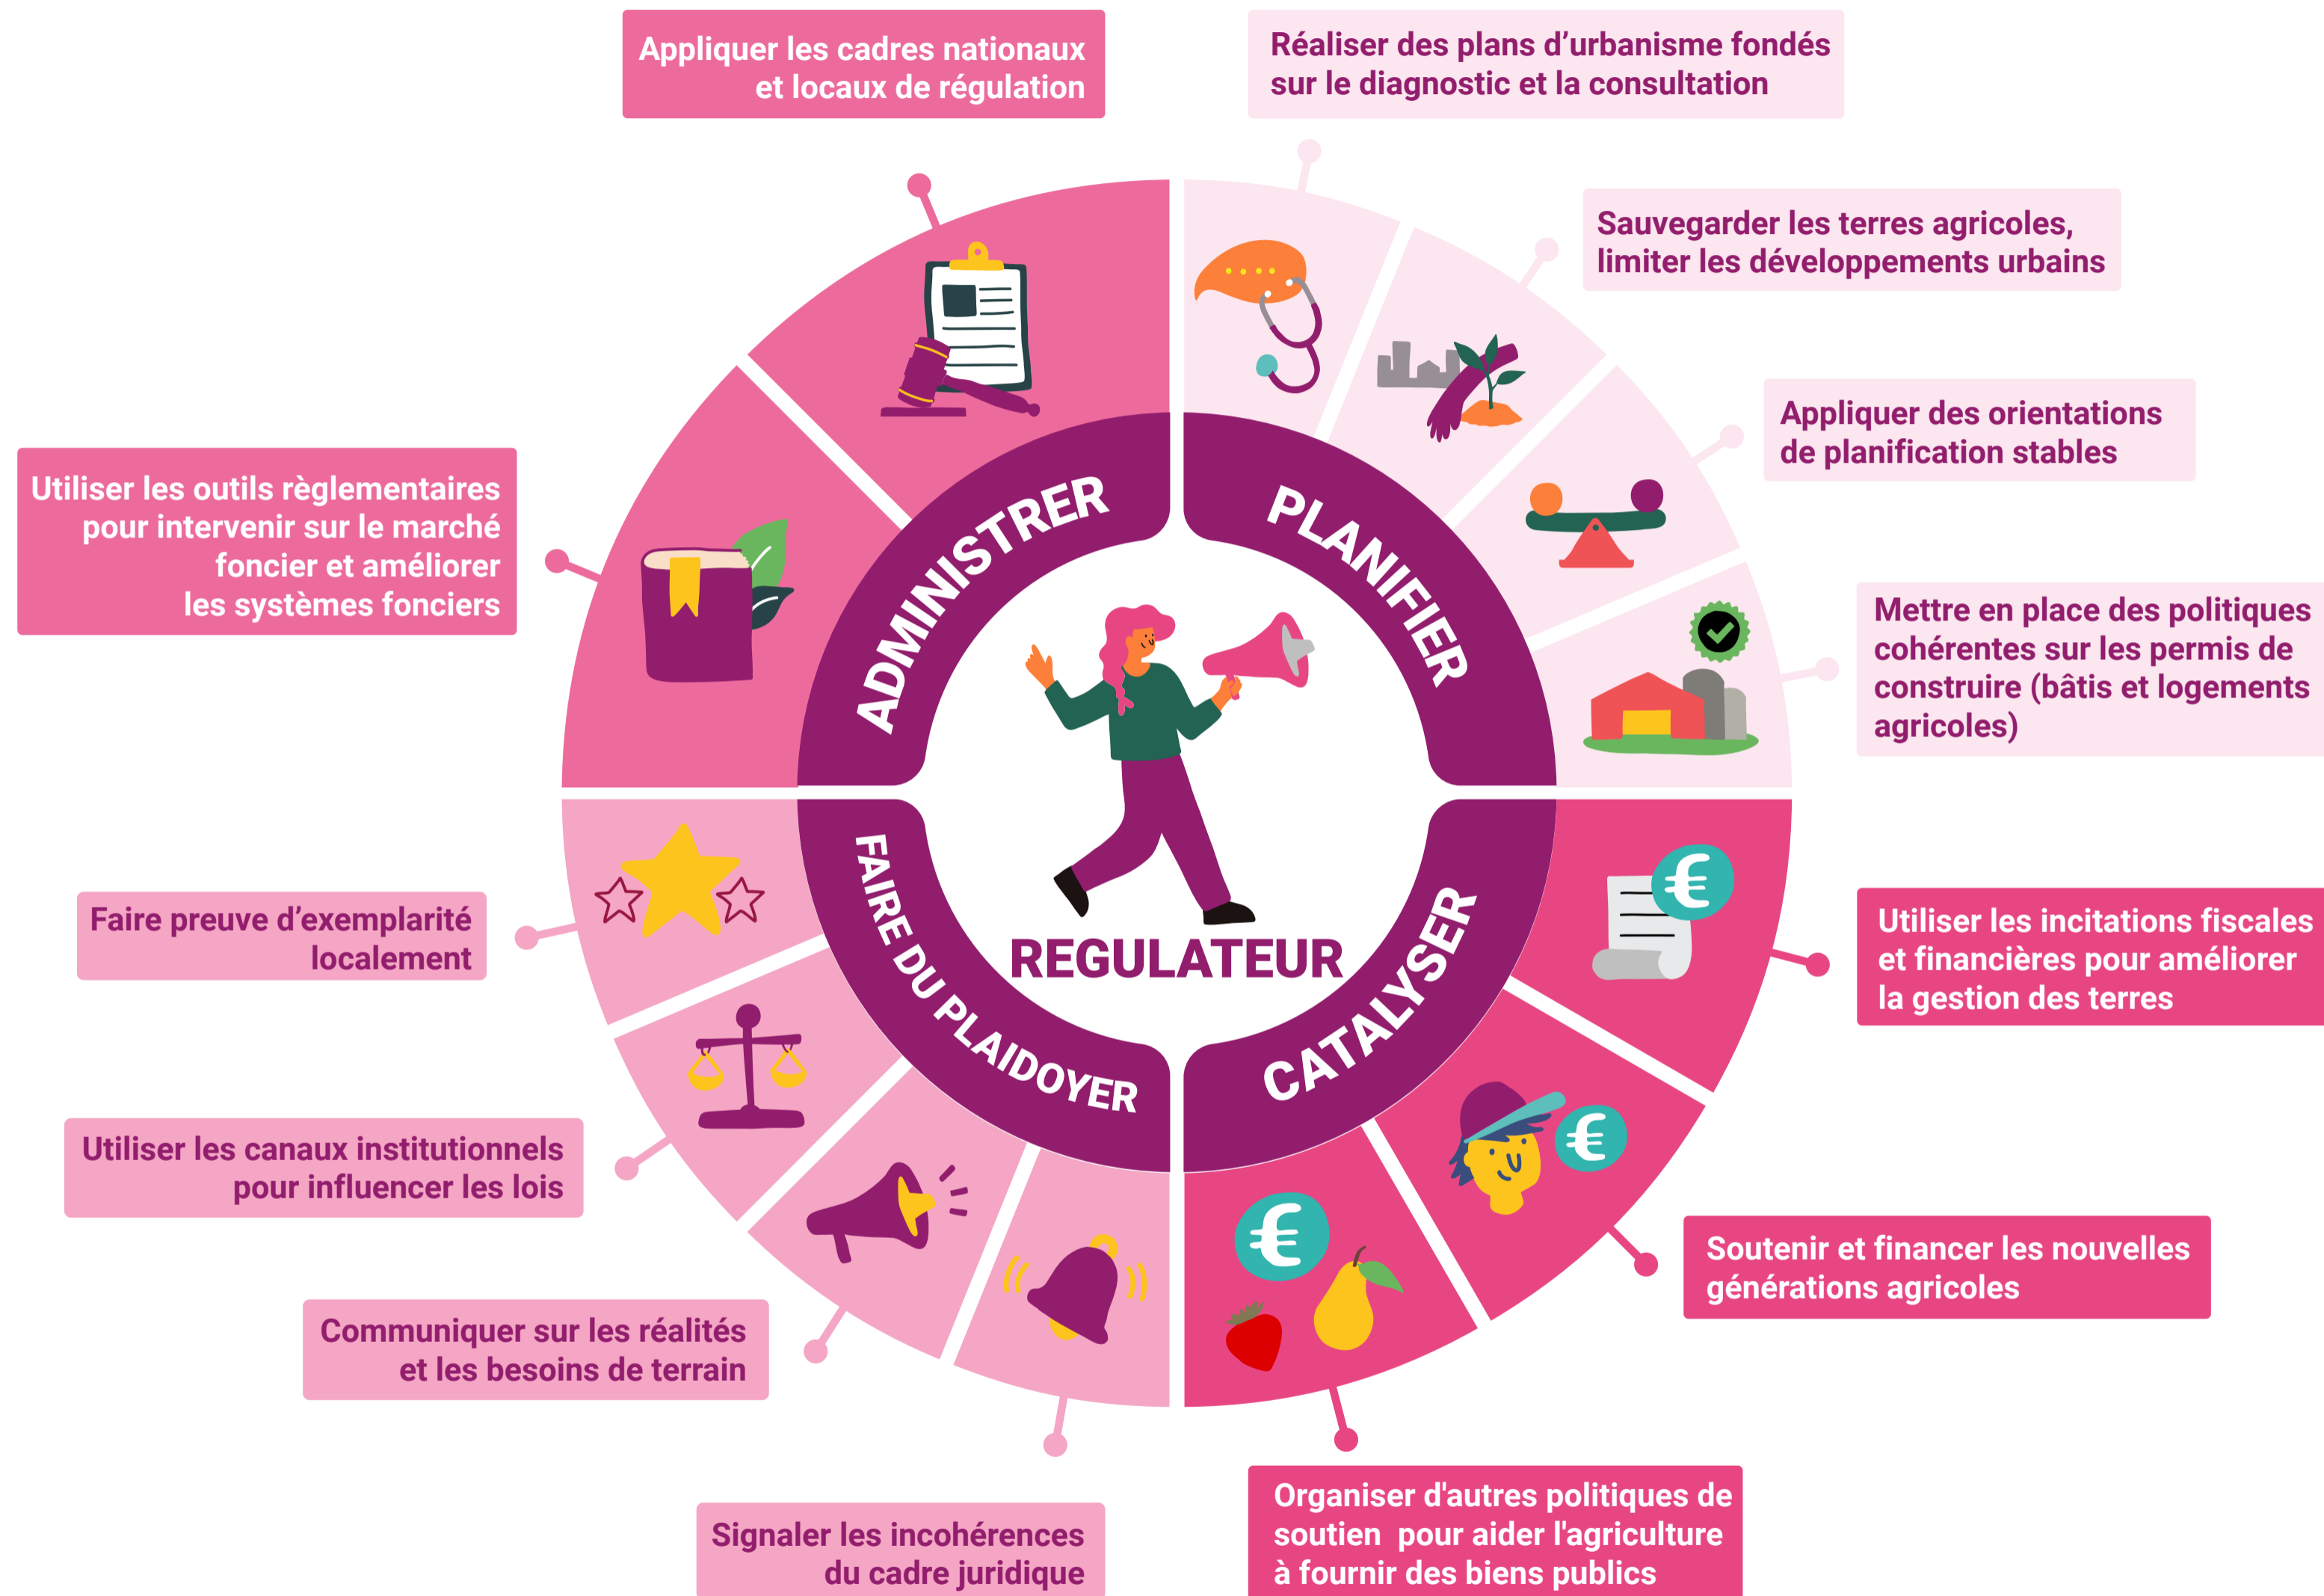 Appliquer les cadres nationaux
et locaux de régulation
Réaliser des plans d’urbanisme fondés
sur le diagnostic et la consultation
Sauvegarder les terres agricoles,
limiter les développements urbains
Appliquer des orientations
de planification stables
Mettre en place des politiques
cohérentes sur les permis de
construire (bâtis et logements
agricoles)
Utiliser les outils règlementaires
pour intervenir sur le marché
foncier et améliorer
les systèmes fonciers
ADMINISTRER
PLANIFIER
FAIRE DU PLAIDOYER
CATALYSER
REGULATEUR
€
€
€
Faire preuve d’exemplarité
localement
Utiliser les incitations fiscales
et financières pour améliorer
la gestion des terres
Utiliser les canaux institutionnels
pour influencer les lois
Soutenir et financer les nouvelles
générations agricoles
Communiquer sur les réalités
et les besoins de terrain
Signaler les incohérences
du cadre juridique
Organiser d'autres politiques de
soutien  pour aider l'agriculture
à fournir des biens publics